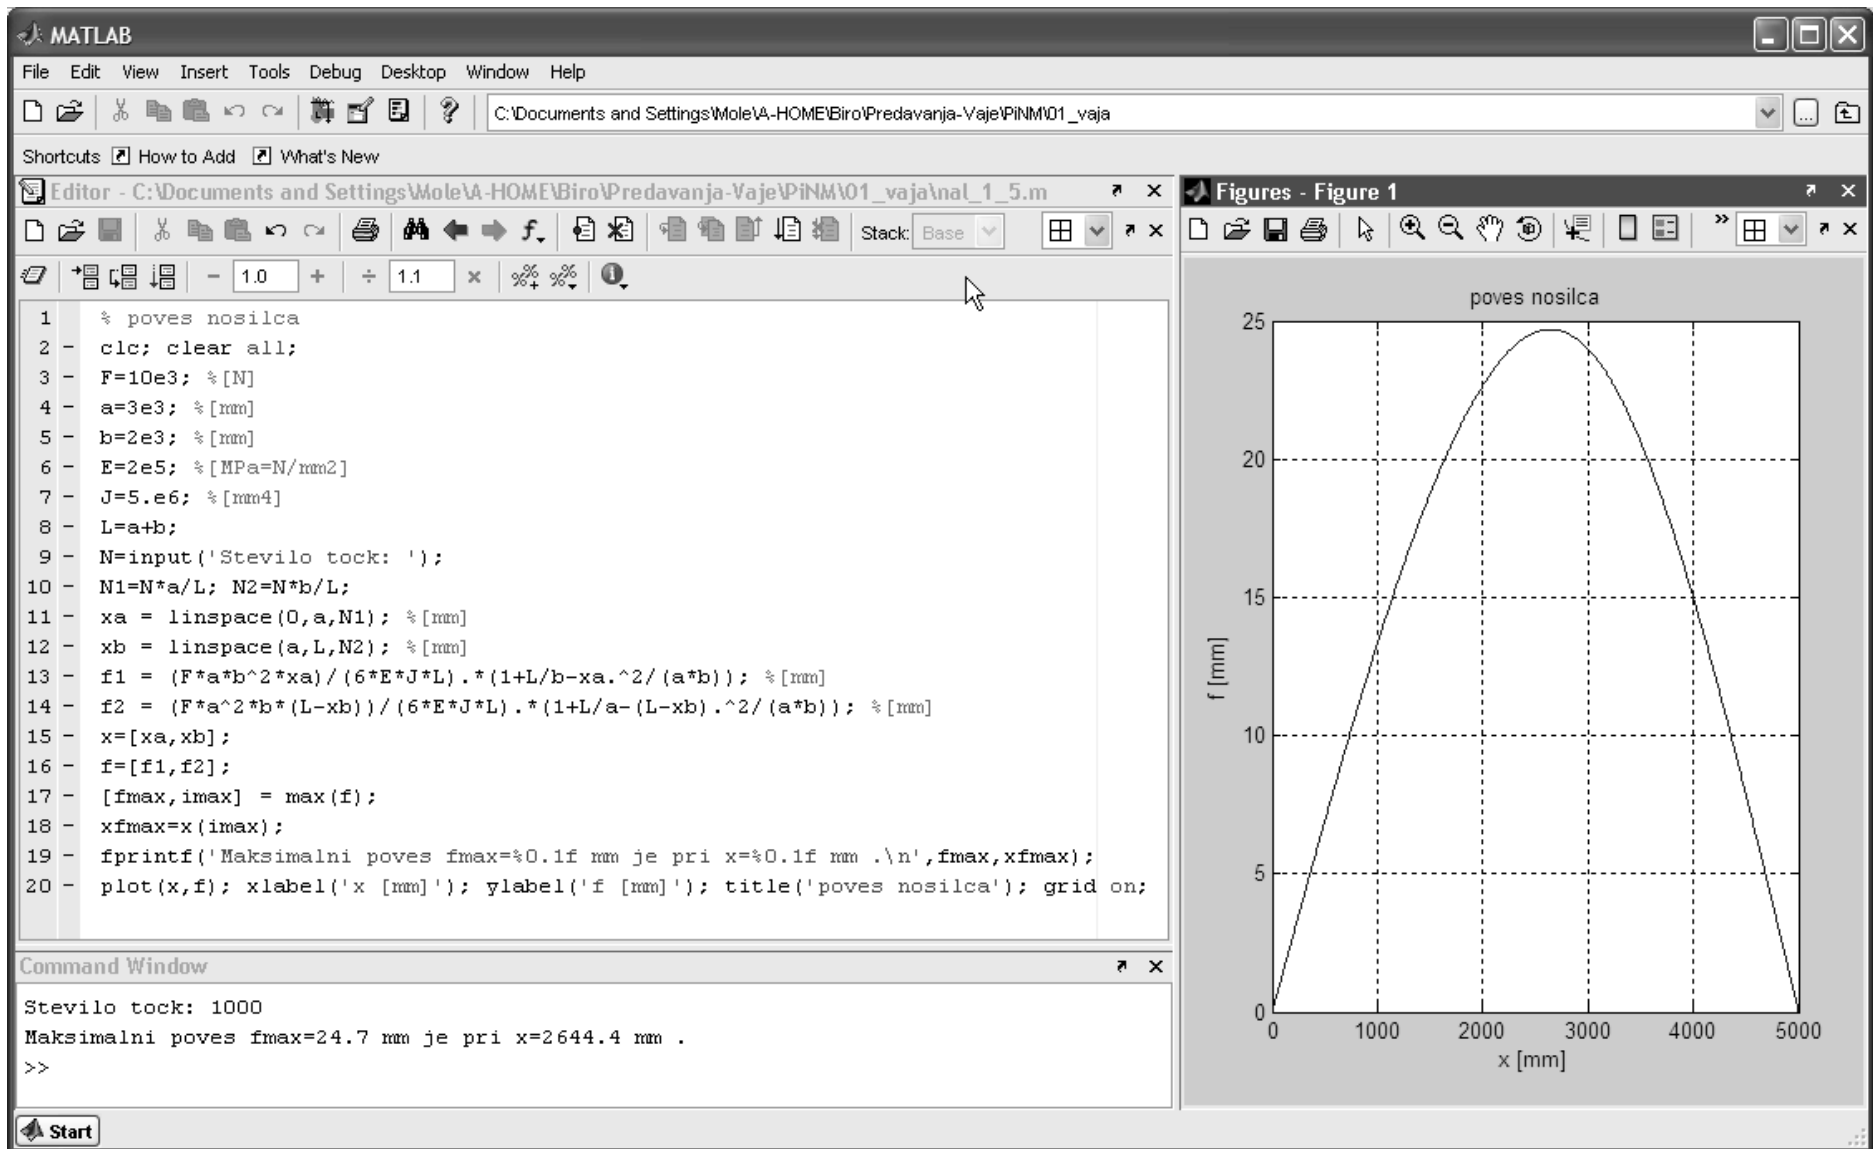 MATLAB
File Edit View Insert Tools Debug Desktop Window Help
C:\Documents and Settings\Mole\A-HOME\Biro\Predavanja-Vaje\PiNM\01_vaja
...
Shortcuts How to Add What's New
Editor - C:\Documents and Settings\Mole\A-HOME\Biro\Predavanja-Vaje\PiNM\01_vaja\nal_1_5.m
Stack: Base
− 1.0 + ÷ 1.1 ×
1 % poves nosilca
2 - clc; clear all;
3 - F=10e3; %[N]
4 - a=3e3; %[mm]
5 - b=2e3; %[mm]
6 - E=2e5; %[MPa=N/mm2]
7 - J=5.e6; %[mm4]
8 - L=a+b;
9 - N=input('Stevilo tock: ');
10 - N1=N*a/L; N2=N*b/L;
11 - xa = linspace(0,a,N1); %[mm]
12 - xb = linspace(a,L,N2); %[mm]
13 - f1 = (F*a*b^2*xa)/(6*E*J*L).*(1+L/b-xa.^2/(a*b)); %[mm]
14 - f2 = (F*a^2*b*(L-xb))/(6*E*J*L).*(1+L/a-(L-xb).^2/(a*b)); %[mm]
15 - x=[xa,xb];
16 - f=[f1,f2];
17 - [fmax,imax] = max(f);
18 - xfmax=x(imax);
19 - fprintf('Maksimalni poves fmax=%0.1f mm je pri x=%0.1f mm .\n',fmax,xfmax);
20 - plot(x,f); xlabel('x [mm]'); ylabel('f [mm]'); title('poves nosilca'); grid on;
Command Window
Stevilo tock: 1000
Maksimalni poves fmax=24.7 mm je pri x=2644.4 mm .
>>
Figures - Figure 1
poves nosilca
25
20
15
10
5
0
f [mm]
0 1000 2000 3000 4000 5000
x [mm]
Start